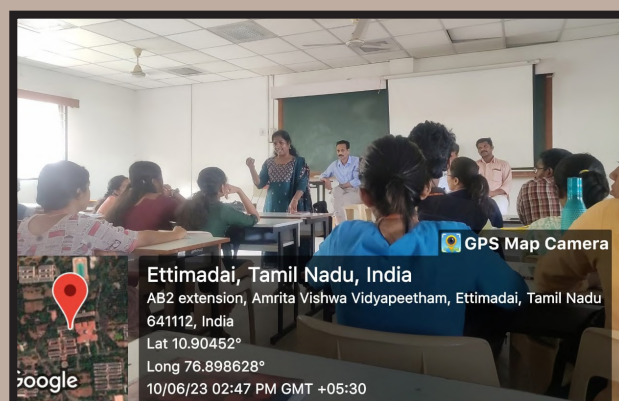 GPS Map Camera
Ettimadai, Tamil Nadu, India
AB2 extension, Amrita Vishwa Vidyapeetham, Ettimadai, Tamil Nadu
641112, India
Lat 10.90452°
Long 76.898628°
10/06/23 02:47 PM GMT +05:30
Google